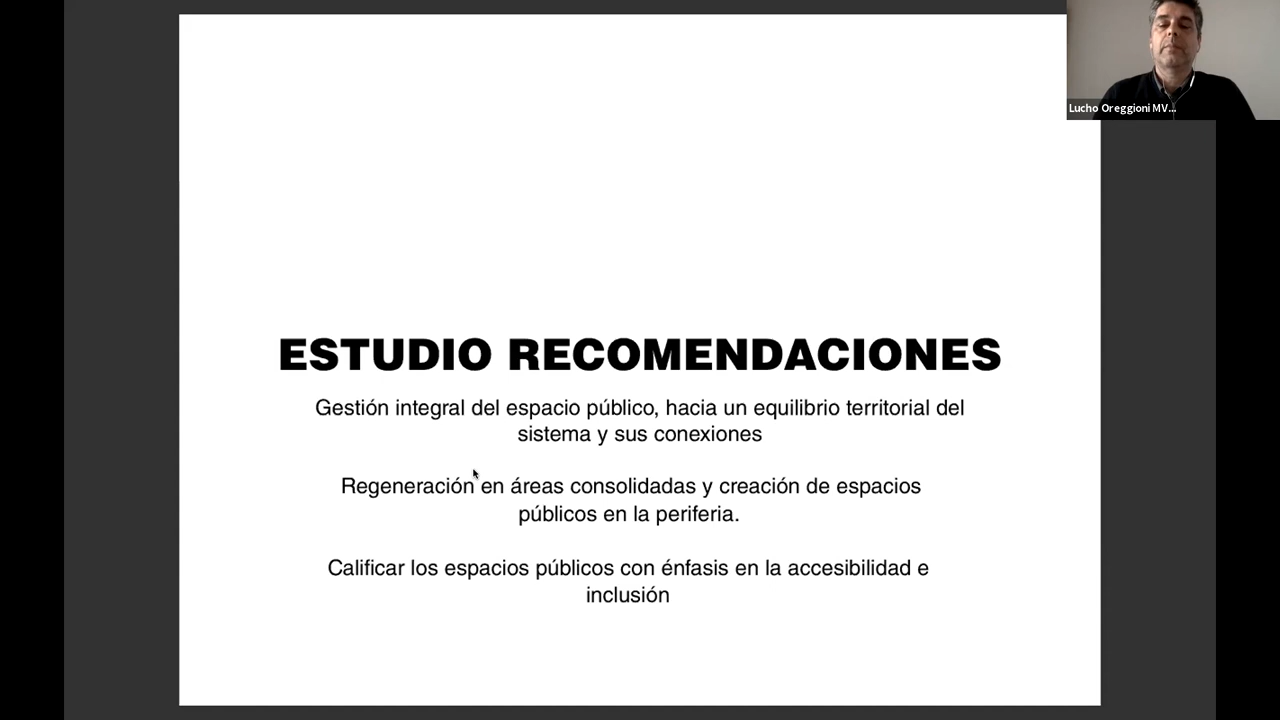 Lucho Oreggioni MV...
ESTUDIO RECOMENDACIONES
Gestión integral del espacio público, hacia un equilibrio territorial del
sistema y sus conexiones
Regeneración en áreas consolidadas y creación de espacios
públicos en la periferia.
Calificar los espacios públicos con énfasis en la accesibilidad e
inclusión